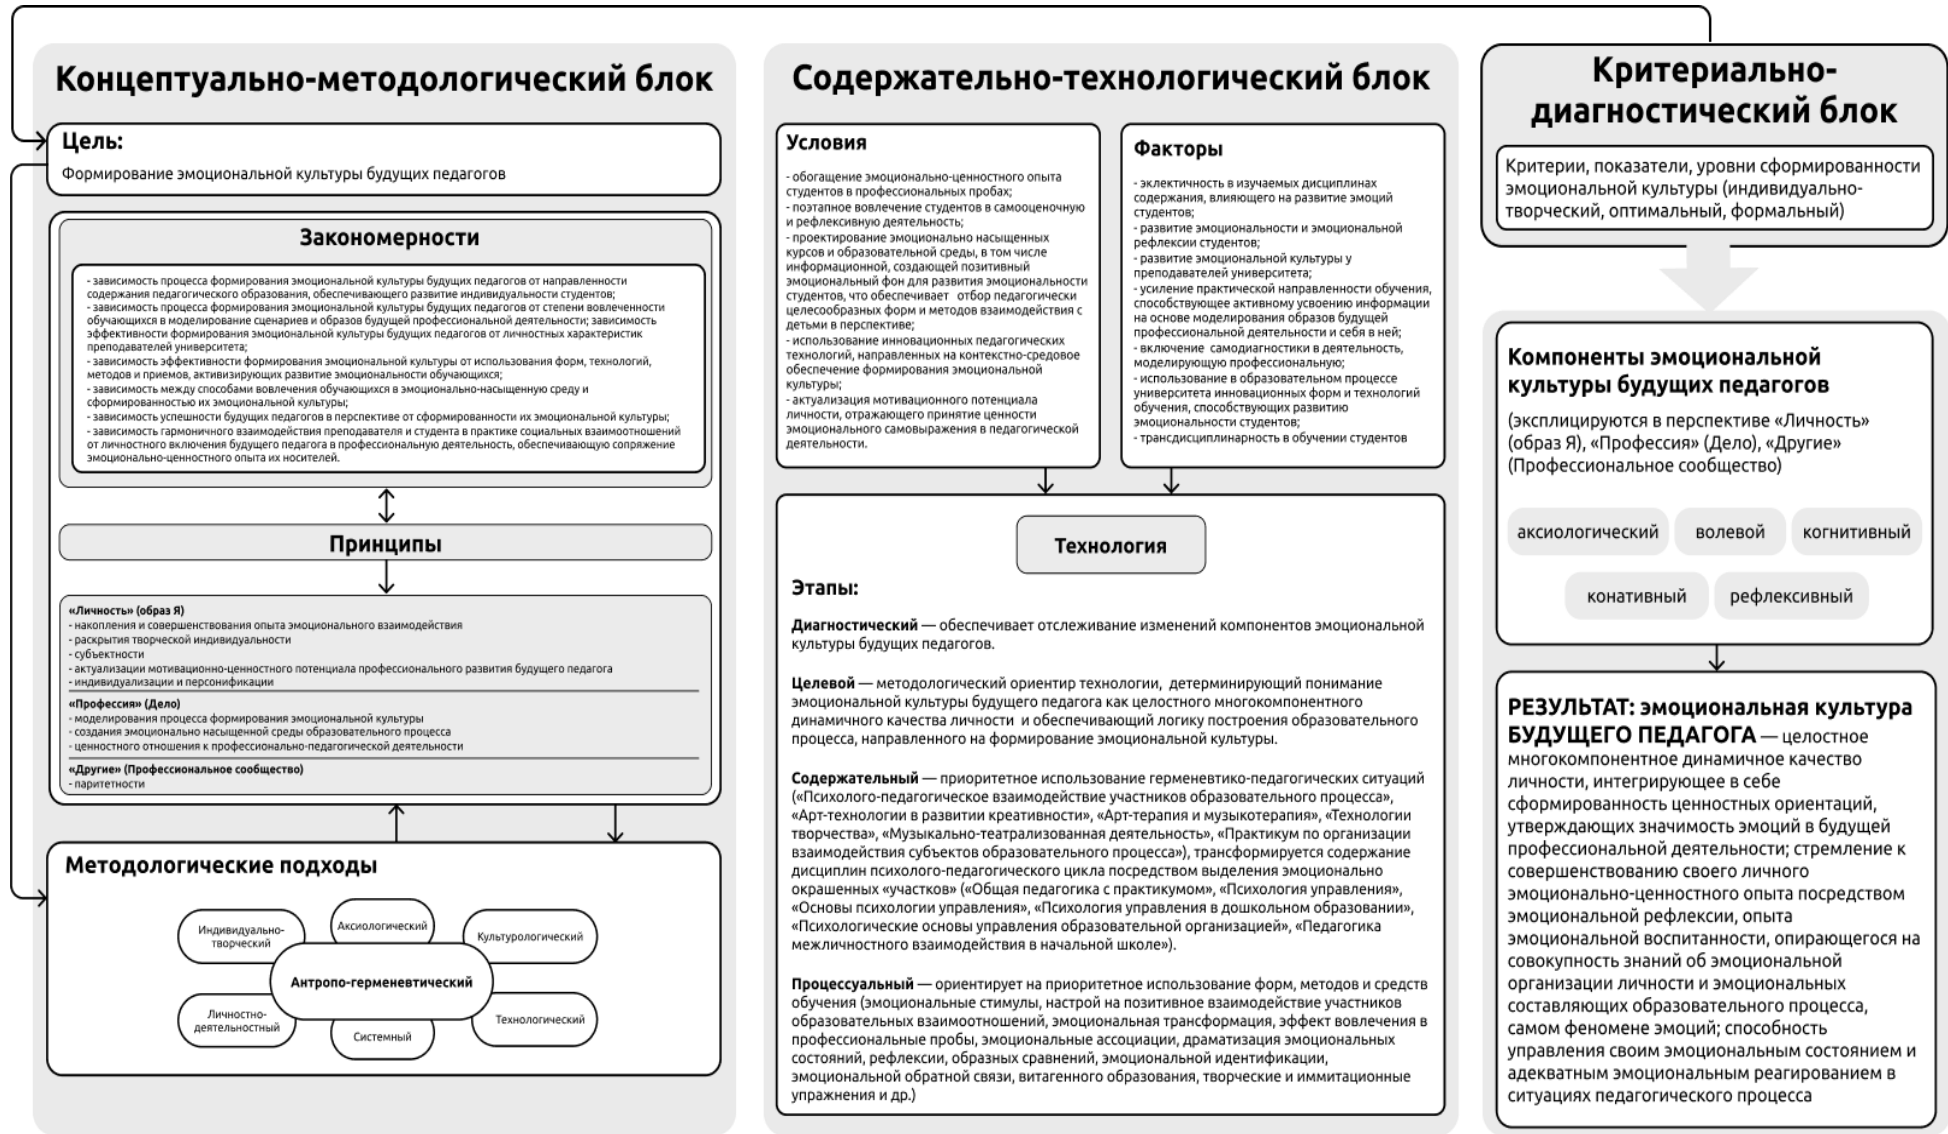 Концептуально-методологический блок
Цель:
Формирование эмоциональной культуры будущих педагогов
Закономерности
- зависимость процесса формирования эмоциональной культуры будущих педагогов от направленности
содержания педагогического образования, обеспечивающего развитие индивидуальности студентов;
- зависимость процесса формирования эмоциональной культуры будущих педагогов от степени вовлеченности
обучающихся в моделирование сценариев и образов будущей профессиональной деятельности; зависимость
эффективности формирования эмоциональной культуры будущих педагогов от личностных характеристик
преподавателей университета;
- зависимость эффективности формирования эмоциональной культуры от использования форм, технологий,
методов и приемов, активизирующих развитие эмоциональности обучающихся;
- зависимость между способами вовлечения обучающихся в эмоционально-насыщенную среду и
сформированностью их эмоциональной культуры;
- зависимость успешности будущих педагогов в перспективе от сформированности их эмоциональной культуры;
- зависимость гармоничного взаимодействия преподавателя и студента в практике социальных взаимоотношений
от личностного включения будущего педагога в профессиональную деятельность, обеспечивающую сопряжение
эмоционально-ценностного опыта их носителей.
Принципы
«Личность» (образ Я)
- накопления и совершенствования опыта эмоционального взаимодействия
- раскрытия творческой индивидуальности
- субъектности
- актуализации мотивационно-ценностного потенциала профессионального развития будущего педагога
- индивидуализации и персонификации
«Профессия» (Дело)
- моделирования процесса формирования эмоциональной культуры
- создания эмоционально насыщенной среды образовательного процесса
- ценностного отношения к профессионально-педагогической деятельности
«Другие» (Профессиональное сообщество)
- паритетности
Методологические подходы
Индивидуально-
творческий
Аксиологический
Культурологический
Антропо-герменевтический
Личностно-
деятельностный
Системный
Технологический
Содержательно-технологический блок
Условия
- обогащение эмоционально-ценностного опыта
студентов в профессиональных пробах;
- поэтапное вовлечение студентов в самооценочную
и рефлексивную деятельность;
- проектирование эмоционально насыщенных
курсов и образовательной среды, в том числе
информационной, создающей позитивный
эмоциональный фон для развития эмоциональности
студентов, что обеспечивает отбор педагогически
целесообразных форм и методов взаимодействия с
детьми в перспективе;
- использование инновационных педагогических
технологий, направленных на контекстно-средовое
обеспечение формирования эмоциональной
культуры;
- актуализация мотивационного потенциала
личности, отражающего принятие ценности
эмоционального самовыражения в педагогической
деятельности.
Факторы
- эклектичность в изучаемых дисциплинах
содержания, влияющего на развитие эмоций
студентов;
- развитие эмоциональности и эмоциональной
рефлексии студентов;
- развитие эмоциональной культуры у
преподавателей университета;
- усиление практической направленности обучения,
способствующее активному усвоению информации
на основе моделирования образов будущей
профессиональной деятельности и себя в ней;
- включение самодиагностики в деятельность,
моделирующую профессиональную;
- использование в образовательном процессе
университета инновационных форм и технологий
обучения, способствующих развитию
эмоциональности студентов;
- трансдисциплинарность в обучении студентов
Технология
Этапы:
Диагностический — обеспечивает отслеживание изменений компонентов эмоциональной
культуры будущих педагогов.
Целевой — методологический ориентир технологии, детерминирующий понимание
эмоциональной культуры будущего педагога как целостного многокомпонентного
динамичного качества личности и обеспечивающий логику построения образовательного
процесса, направленного на формирование эмоциональной культуры.
Содержательный — приоритетное использование герменевтико-педагогических ситуаций
(«Психолого-педагогическое взаимодействие участников образовательного процесса»,
«Арт-технологии в развитии креативности», «Арт-терапия и музыкотерапия», «Технологии
творчества», «Музыкально-театрализованная деятельность», «Практикум по организации
взаимодействия субъектов образовательного процесса»), трансформируется содержание
дисциплин психолого-педагогического цикла посредством выделения эмоционально
окрашенных «участков» («Общая педагогика с практикумом», «Психология управления»,
«Основы психологии управления», «Психология управления в дошкольном образовании»,
«Психологические основы управления образовательной организацией», «Педагогика
межличностного взаимодействия в начальной школе»).
Процессуальный — ориентирует на приоритетное использование форм, методов и средств
обучения (эмоциональные стимулы, настрой на позитивное взаимодействие участников
образовательных взаимоотношений, эмоциональная трансформация, эффект вовлечения в
профессиональные пробы, эмоциональные ассоциации, драматизация эмоциональных
состояний, рефлексии, образных сравнений, эмоциональной идентификации,
эмоциональной обратной связи, витагенного образования, творческие и иммитационные
упражнения и др.)
Критериально-
диагностический блок
Критерии, показатели, уровни сформированности
эмоциональной культуры (индивидуально-
творческий, оптимальный, формальный)
Компоненты эмоциональной
культуры будущих педагогов
(эксплицируются в перспективе «Личность»
(образ Я), «Профессия» (Дело), «Другие»
(Профессиональное сообщество)
аксиологический
волевой
когнитивный
конативный
рефлексивный
РЕЗУЛЬТАТ: эмоциональная культура
БУДУЩЕГО ПЕДАГОГА — целостное
многокомпонентное динамичное качество
личности, интегрирующее в себе
сформированность ценностных ориентаций,
утверждающих значимость эмоций в будущей
профессиональной деятельности; стремление к
совершенствованию своего личного
эмоционально-ценностного опыта посредством
эмоциональной рефлексии, опыта
эмоциональной воспитанности, опирающегося на
совокупность знаний об эмоциональной
организации личности и эмоциональных
составляющих образовательного процесса,
самом феномене эмоций; способность
управления своим эмоциональным состоянием и
адекватным эмоциональным реагированием в
ситуациях педагогического процесса